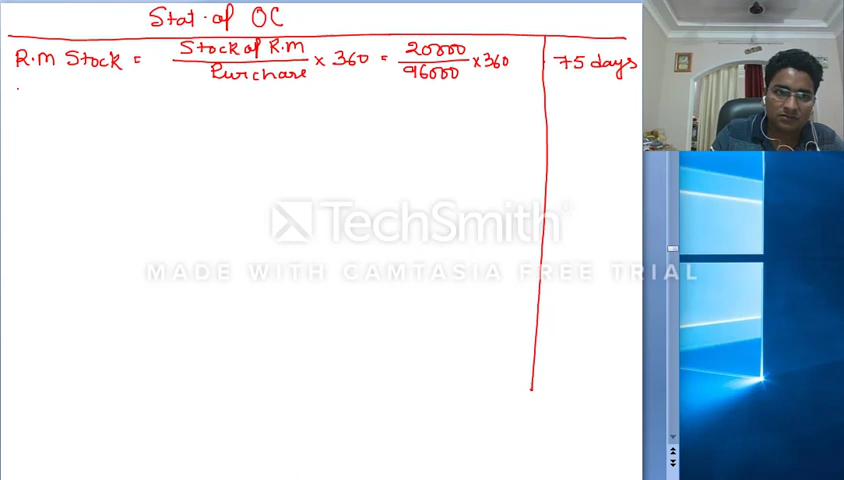 Stat. of OC
R.M Stock = Stock of R.M / Purchase × 360 = 20000 / 96000 × 360 75 days
TechSmith
MADE WITH CAMTASIA FREE TRIAL